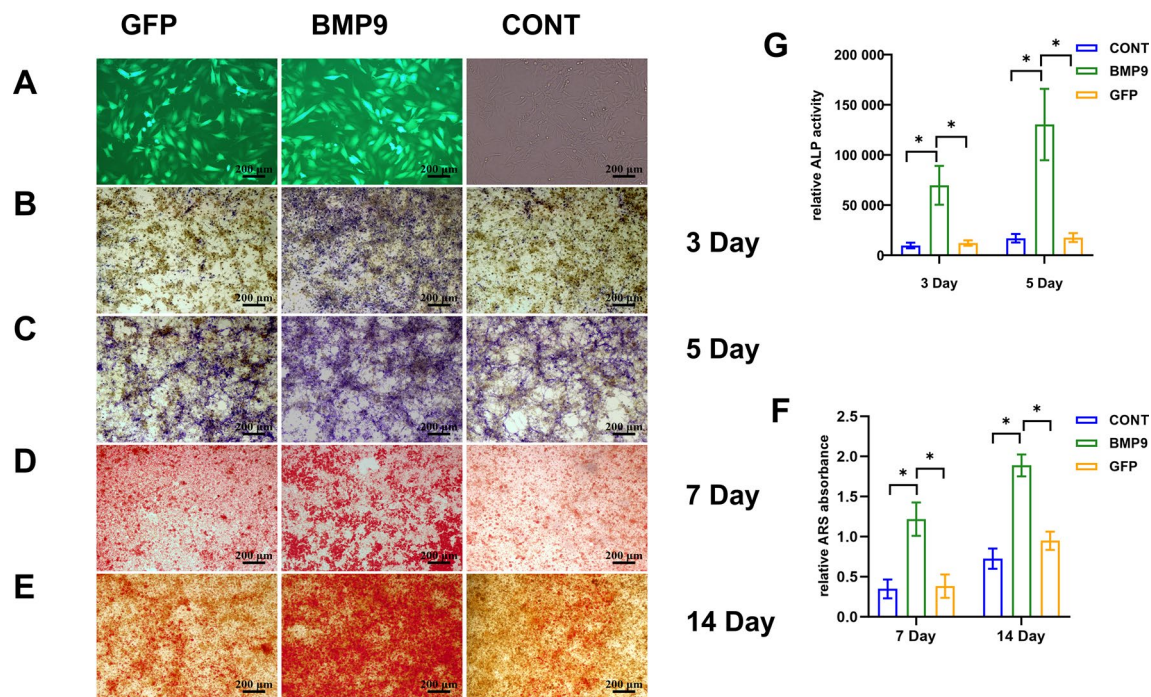 GFP BMP9 CONT
A
200 µm 200 µm 200 µm
B
200 µm 200 µm 200 µm
3 Day
C
200 µm 200 µm 200 µm
5 Day
D
200 µm 200 µm 200 µm
7 Day
E
200 µm 200 µm 200 µm
14 Day
G
relative ALP activity
200 000
150 000
100 000
50 000
0
* *
* *
3 Day 5 Day
CONT
BMP9
GFP
F
relative ARS absorbance
2.5
2.0
1.5
1.0
0.5
0.0
* *
* *
7 Day 14 Day
CONT
BMP9
GFP